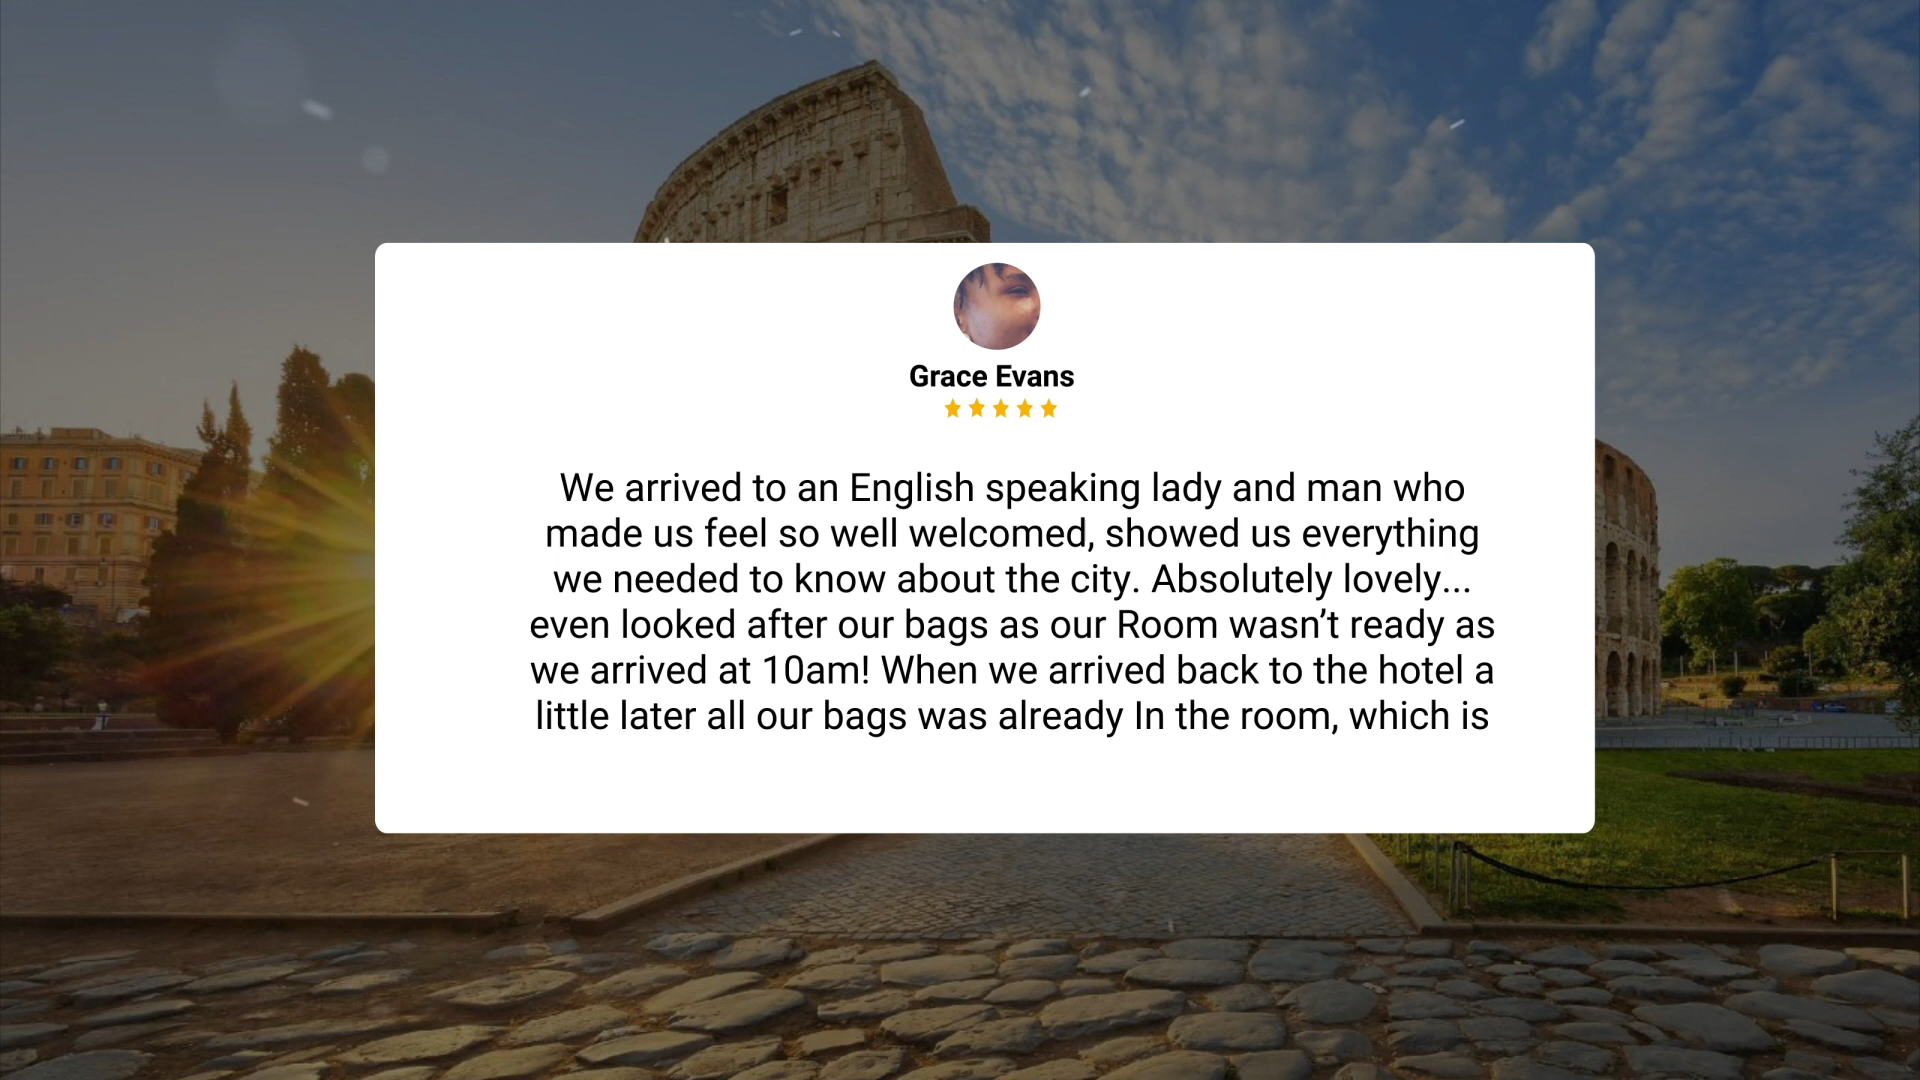 Grace Evans
We arrived to an English speaking lady and man who
made us feel so well welcomed, showed us everything
we needed to know about the city. Absolutely lovely...
even looked after our bags as our Room wasn’t ready as
we arrived at 10am! When we arrived back to the hotel a
little later all our bags was already In the room, which is